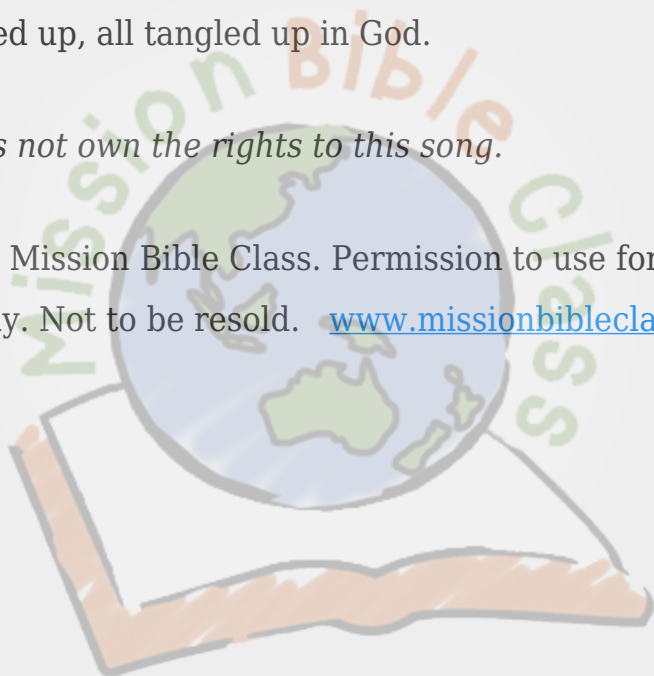 ed up, all tangled up in God.
s not own the rights to this song.
Mission Bible Class. Permission to use for
y. Not to be resold. www.missionbiblecla
Mission Bible Class